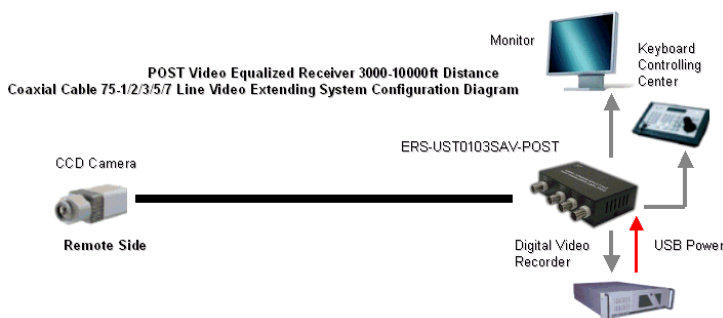 Monitor
Keyboard
Controlling
Center
POST Video Equalized Receiver 3000-10000ft Distance
Coaxial Cable 75-1/2/3/5/7 Line Video Extending System Configuration Diagram
ERS-UST0103SAV-POST
CCD Camera
Remote Side
Digital Video
Recorder
USB Power